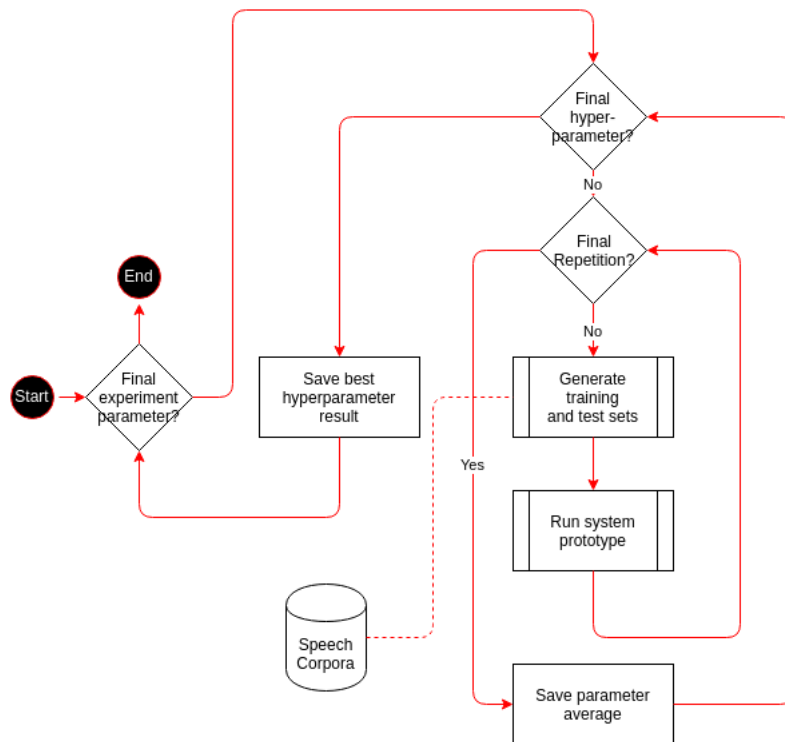 Final
hyper-
parameter?
No
Final
Repetition?
End
No
Start
Final
experiment
parameter?
Save best
hyperparameter
result
Generate
training
and test sets
Yes
Run system
prototype
Speech
Corpora
Save parameter
average